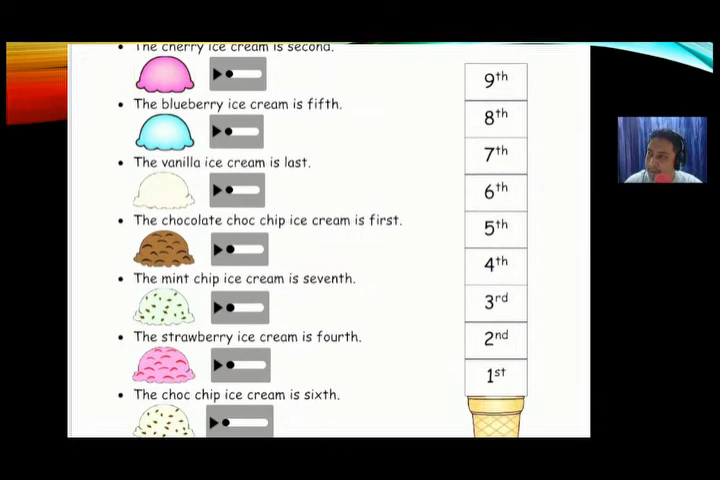 The cherry ice cream is second.
The blueberry ice cream is fifth.
The vanilla ice cream is last.
The chocolate choc chip ice cream is first.
The mint chip ice cream is seventh.
The strawberry ice cream is fourth.
The choc chip ice cream is sixth.
9th
8th
7th
6th
5th
4th
3rd
2nd
1st